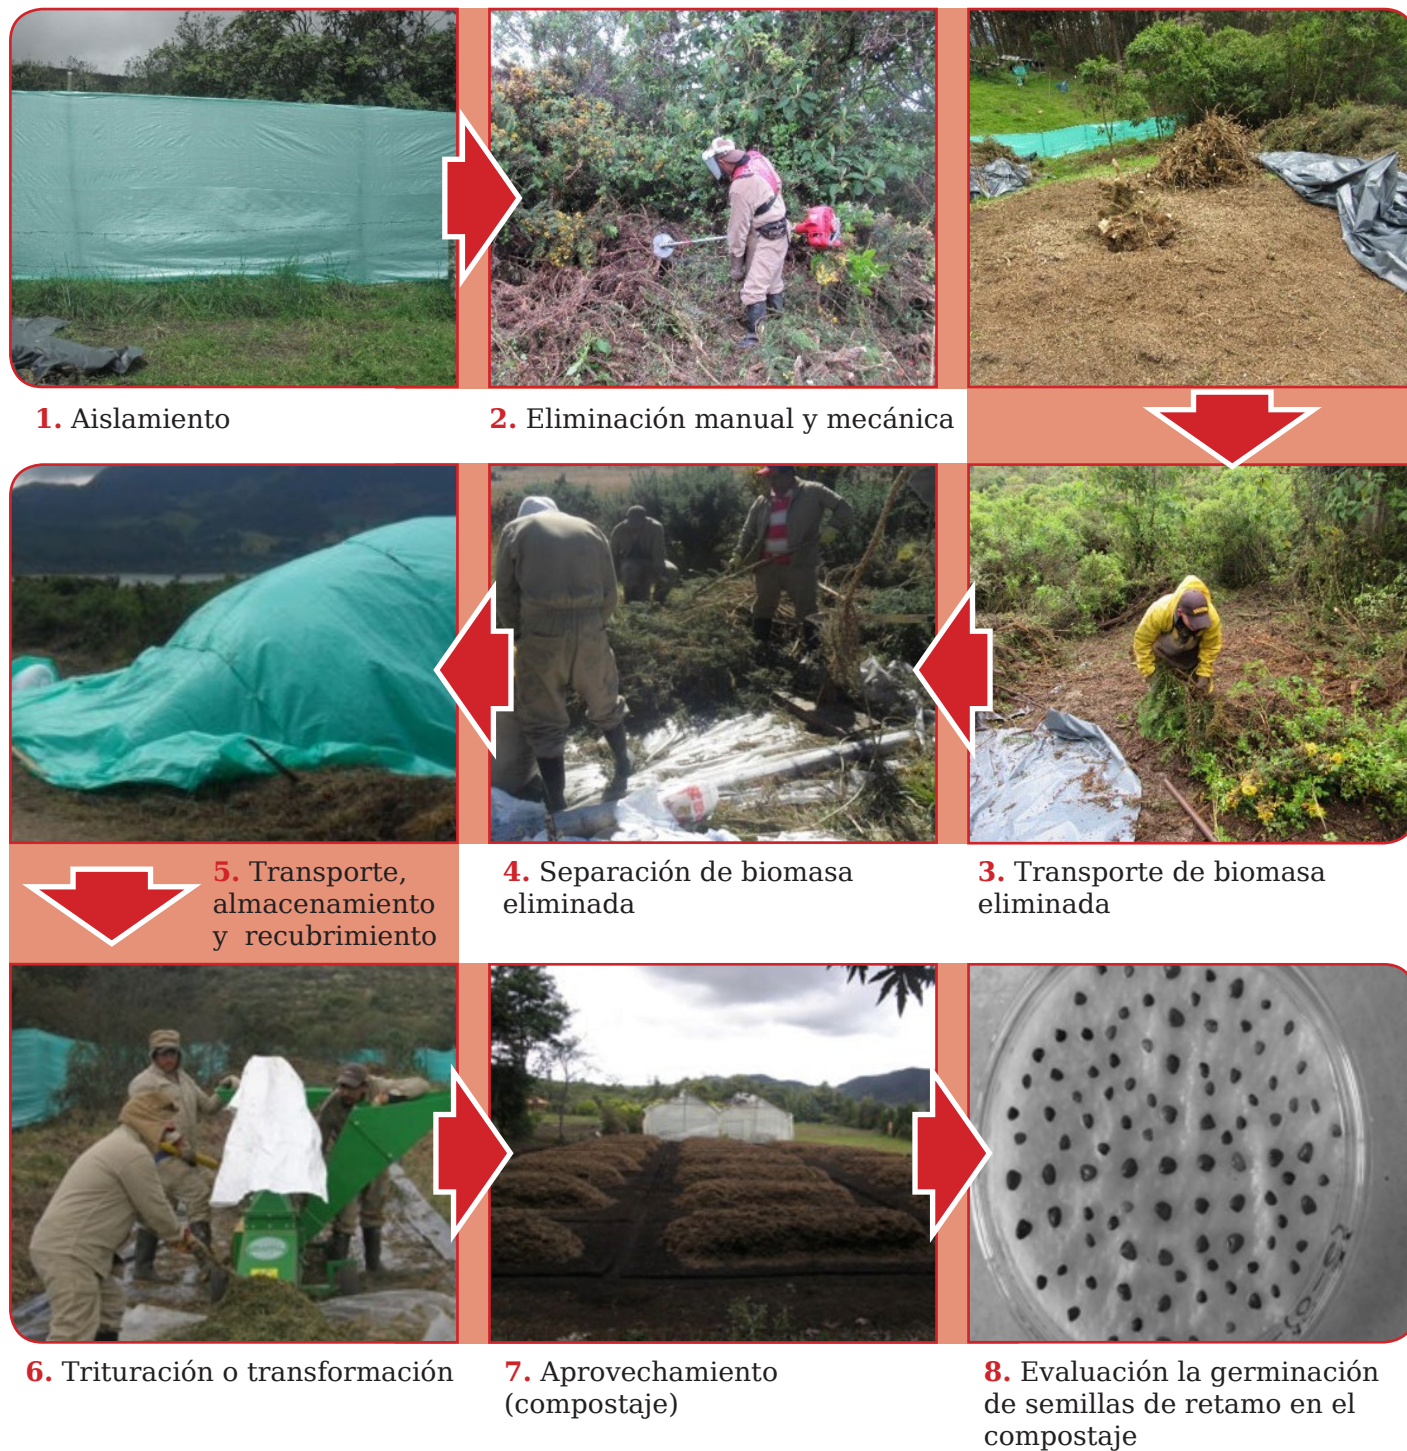 1. Aislamiento
2. Eliminación manual y mecánica
3. Transporte de biomasa
eliminada
4. Separación de biomasa
eliminada
5. Transporte,
almacenamiento
y recubrimiento
6. Trituración o transformación
7. Aprovechamiento
(compostaje)
8. Evaluación la germinación
de semillas de retamo en el
compostaje